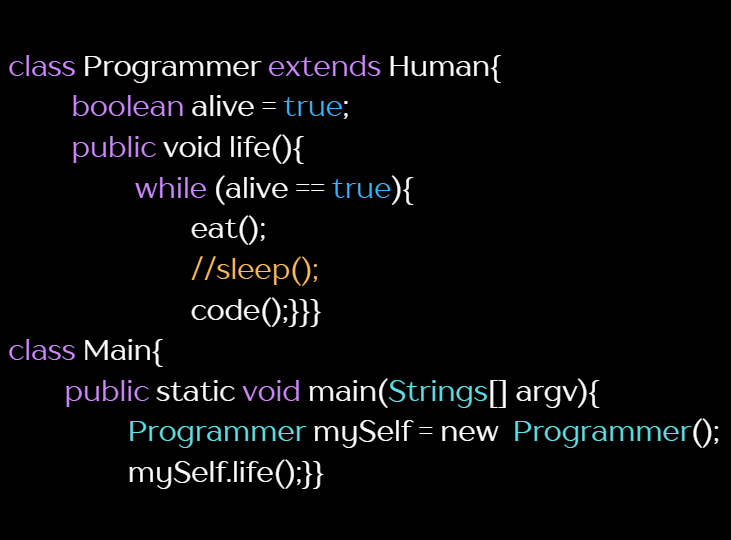 class Programmer extends Human{
boolean alive = true;
public void life(){
while (alive == true){
eat();
//sleep();
code();}}}
class Main{
public static void main(Strings[] argv){
Programmer mySelf = new Programmer();
mySelf.life();}}